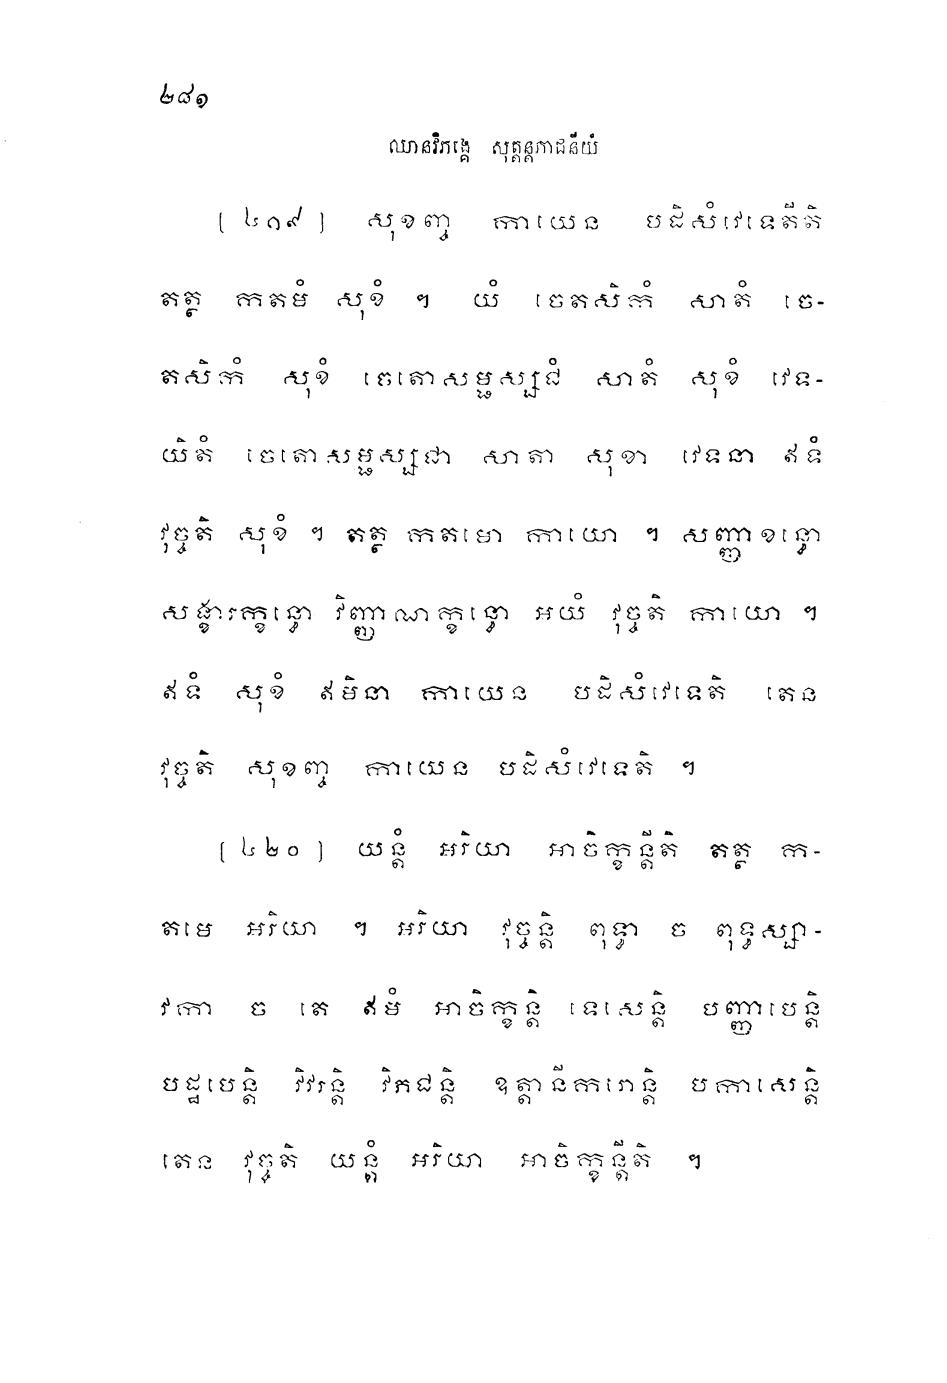 ២៨១
ឈានវិភង្គេ សុត្តន្តភាជនីយំ
[ ៤១៩ ] សុខញ្ច កាយេន បដិសំវេទេតីតិ
តត្ថ កតមំ សុខំ ។ យំ ចេតសិកំ សាតំ ចេ-
តសិកំ សុខំ ចេតោសម្ផស្សជំ សាតំ សុខំ វេទ-
យិតំ ចេតោសម្ផស្សជា សាតា សុខា វេទនា ឥទំ
វុច្ចតិ សុខំ ។ តត្ថ កតមោ កាយោ ។ សញ្ញាខន្ធោ
សង្ខារក្ខន្ធោ វិញ្ញាណក្ខន្ធោ អយំ វុច្ចតិ កាយោ ។
ឥទំ សុខំ ឥមិនា កាយេន បដិសំវេទេតិ តេន
វុច្ចតិ សុខញ្ច កាយេន បដិសំវេទេតិ ។
[ ៤២០ ] យន្តំ អរិយា អាចិក្ខន្តីតិ តត្ថ ក-
តមេ អរិយា ។ អរិយា វុច្ចន្តិ ពុទ្ធា ច ពុទ្ធស្សា-
វកា ច តេ ឥមំ អាចិក្ខន្តិ ទេសេន្តិ បញ្ញាបេន្តិ
បដ្ឋបេន្តិ វិវរន្តិ វិភជន្តិ ឧត្តានីករោន្តិ បកាសេន្តិ
តេន វុច្ចតិ យន្តំ អរិយា អាចិក្ខន្តីតិ ។